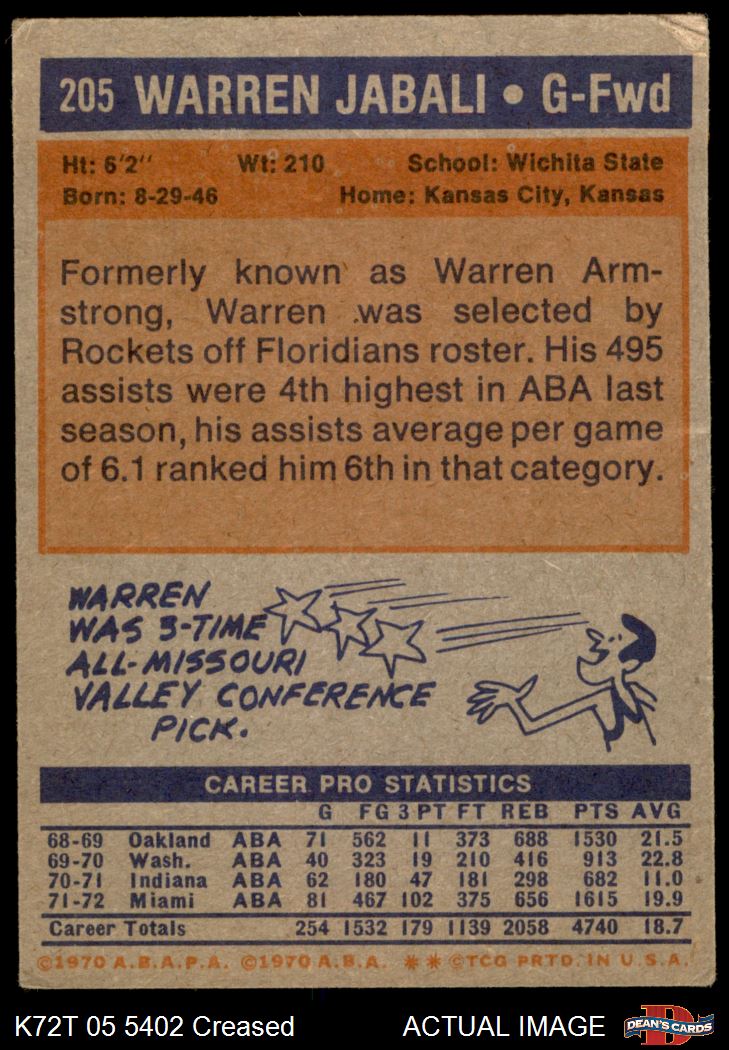 205 WARREN JABALI • G-Fwd
Ht: 6'2" Wt: 210 School: Wichita State
Born: 8-29-46 Home: Kansas City, Kansas
Formerly known as Warren Arm-
strong, Warren was selected by
Rockets off Floridians roster. His 495
assists were 4th highest in ABA last
season, his assists average per game
of 6.1 ranked him 6th in that category.
WARREN
WAS 3-TIME
ALL-MISSOURI
VALLEY CONFERENCE
PICK.
CAREER PRO STATISTICS
G FG 3 PT FT REB PTS AVG
68-69 Oakland ABA 71 562 11 373 688 1530 21.5
69-70 Wash. ABA 40 323 19 210 416 913 22.8
70-71 Indiana ABA 62 180 47 181 298 682 11.0
71-72 Miami ABA 81 467 102 375 656 1615 19.9
Career Totals 254 1532 179 1139 2058 4740 18.7
©1970 A.B.A.P.A. ©1970 A.B.A. ** ©TCG PRTD. IN U.S.A.
K72T 05 5402 Creased ACTUAL IMAGE DEAN'S CARDS